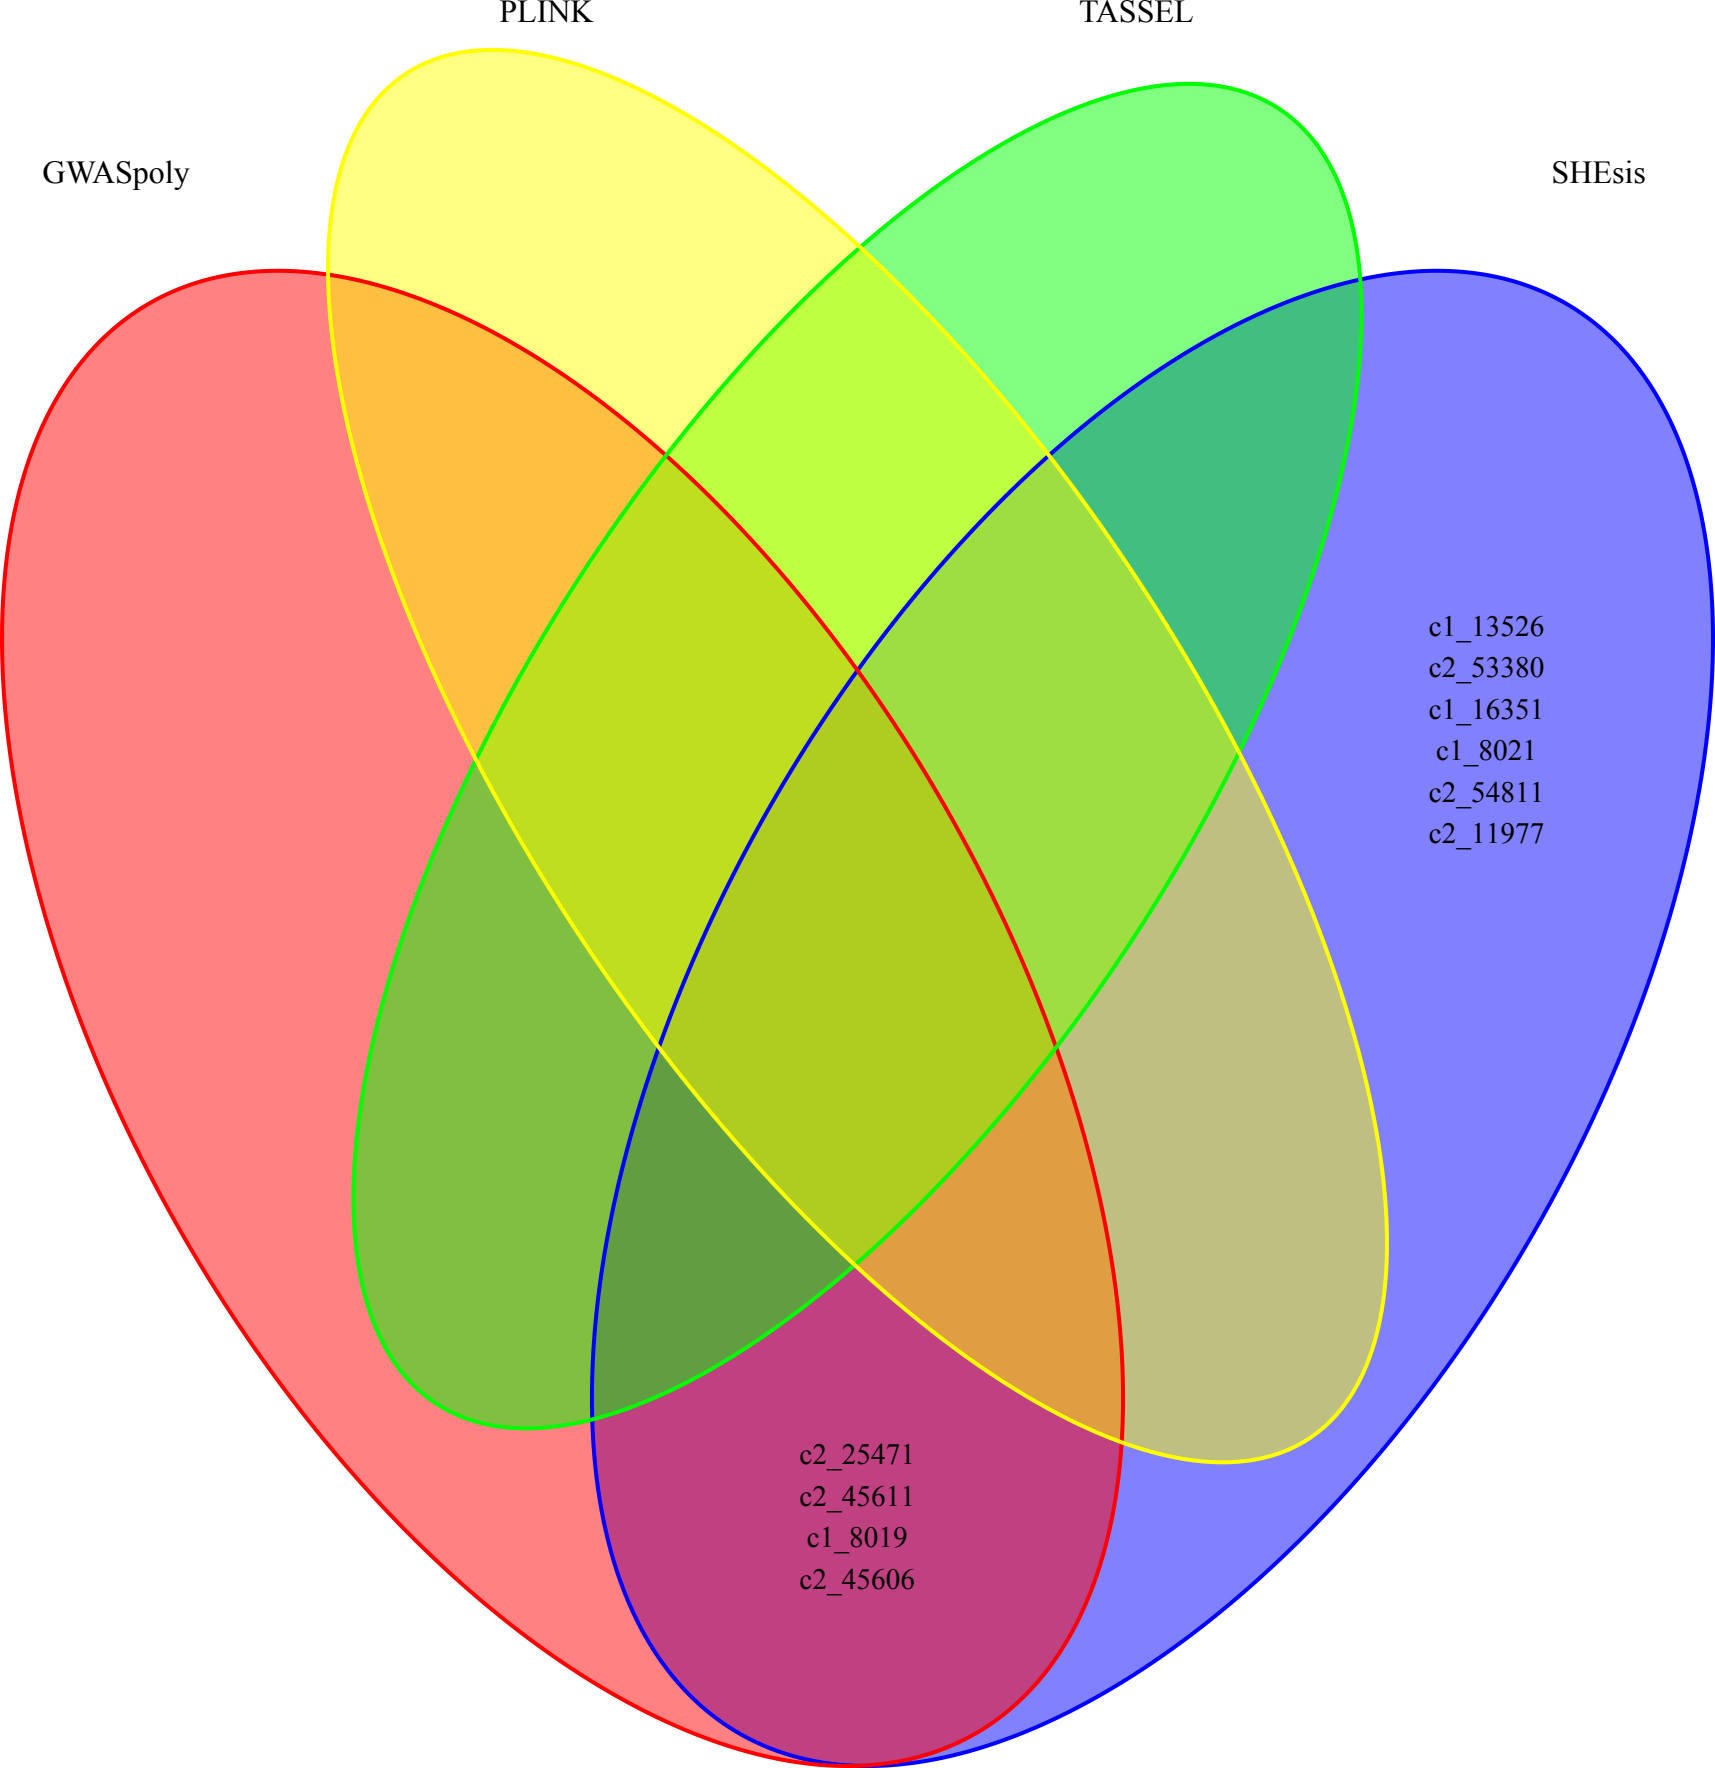 PLINK
TASSEL
GWASpoly
SHEsis
c1_13526
c2_53380
c1_16351
c1_8021
c2_54811
c2_11977
c2_25471
c2_45611
c1_8019
c2_45606